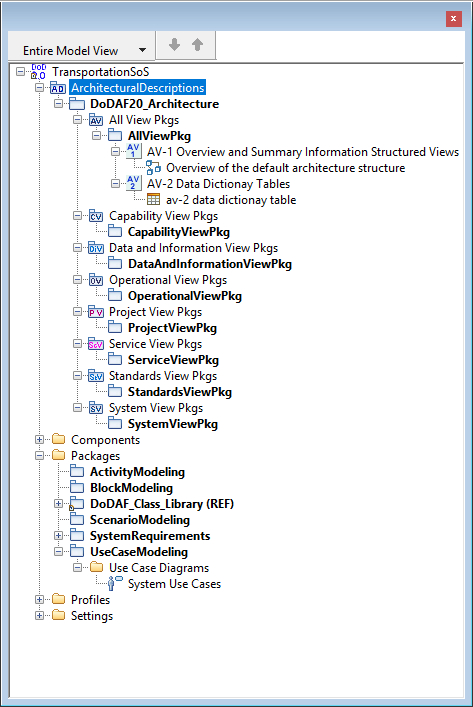 Entire Model View
TransportationSoS
ArchitecturalDescriptions
DoDAF20_Architecture
All View Pkgs
AllViewPkg
AV-1 Overview and Summary Information Structured Views
Overview of the default architecture structure
AV-2 Data Dictionay Tables
av-2 data dictionay table
Capability View Pkgs
CapabilityViewPkg
Data and Information View Pkgs
DataAndInformationViewPkg
Operational View Pkgs
OperationalViewPkg
Project View Pkgs
ProjectViewPkg
Service View Pkgs
ServiceViewPkg
Standards View Pkgs
StandardsViewPkg
System View Pkgs
SystemViewPkg
Components
Packages
ActivityModeling
BlockModeling
DoDAF_Class_Library (REF)
ScenarioModeling
SystemRequirements
UseCaseModeling
Use Case Diagrams
System Use Cases
Profiles
Settings